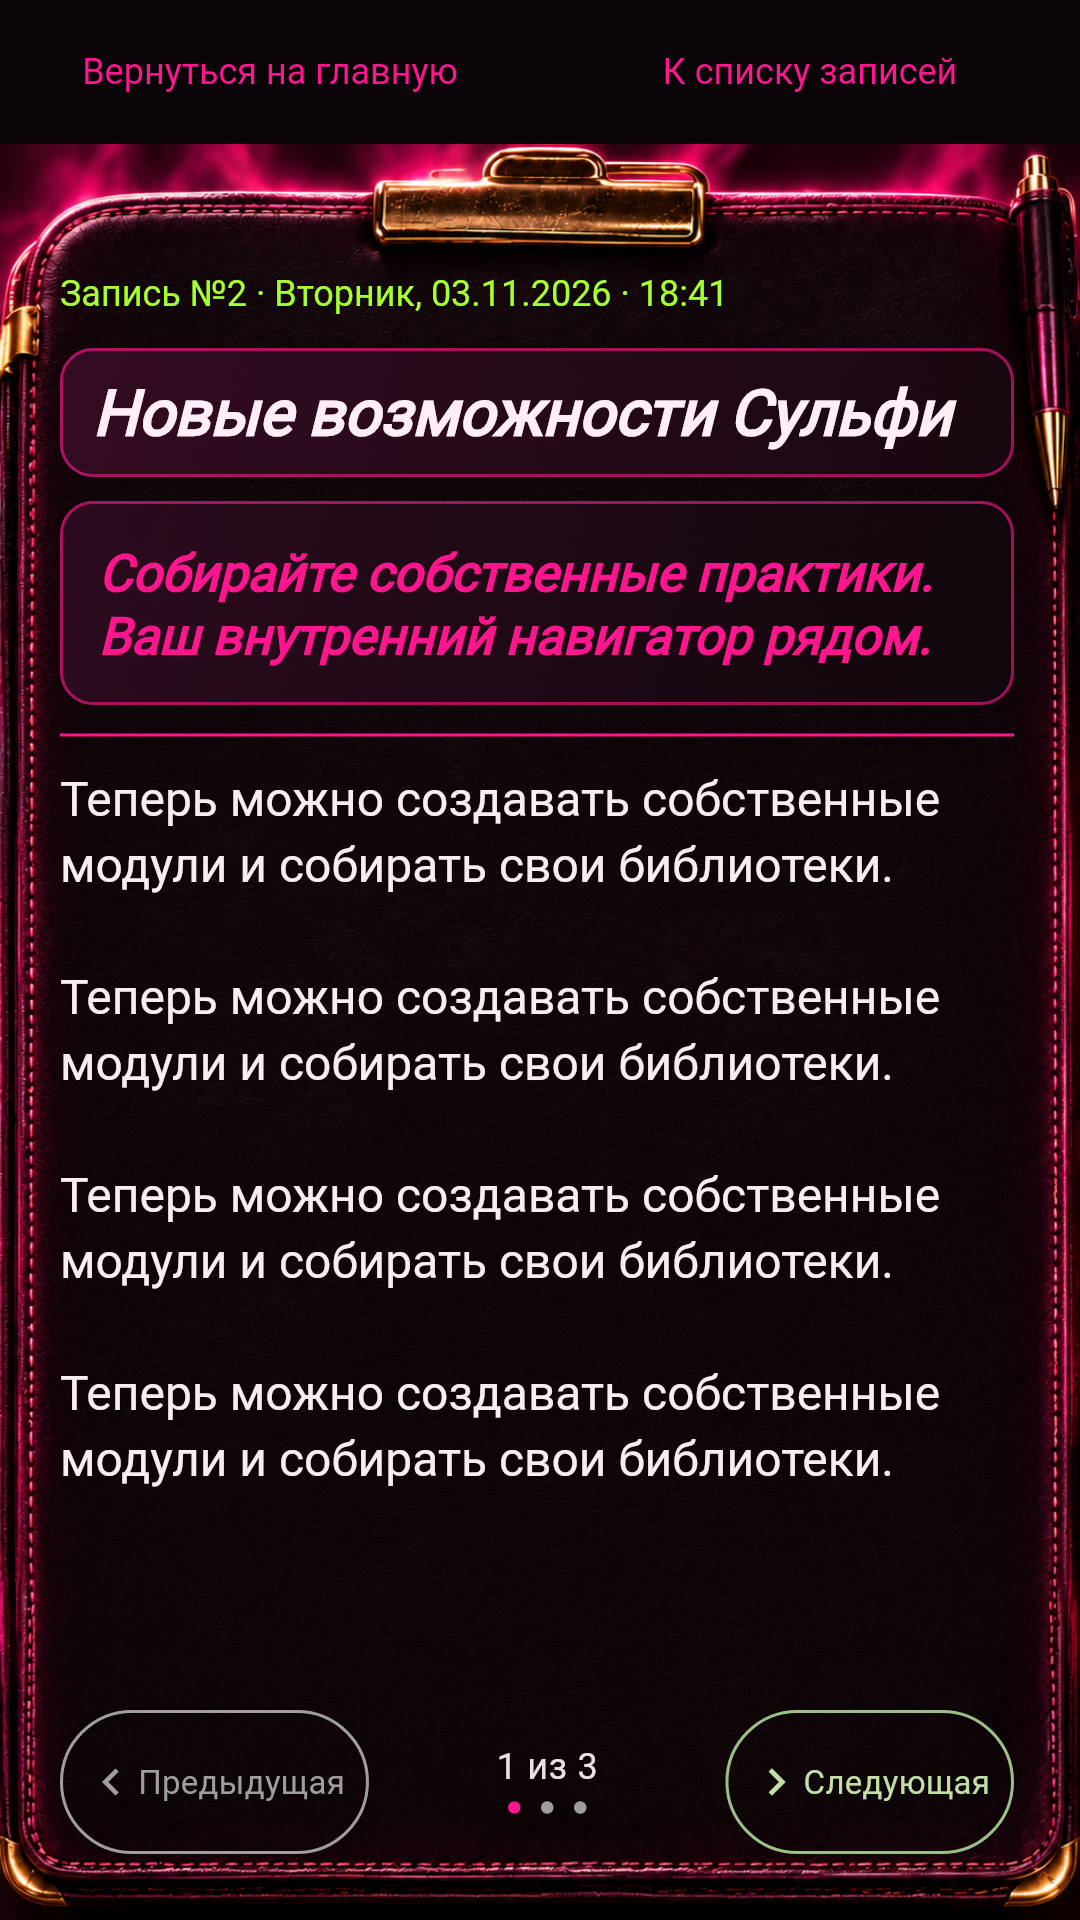 Вернуться на главную
К списку записей
Запись №2 · Вторник, 03.11.2026 · 18:41
Новые возможности Сульфи
Собирайте собственные практики.
Ваш внутренний навигатор рядом.
Теперь можно создавать собственные
модули и собирать свои библиотеки.
Теперь можно создавать собственные
модули и собирать свои библиотеки.
Теперь можно создавать собственные
модули и собирать свои библиотеки.
Теперь можно создавать собственные
модули и собирать свои библиотеки.
Предыдущая
1 из 3
Следующая